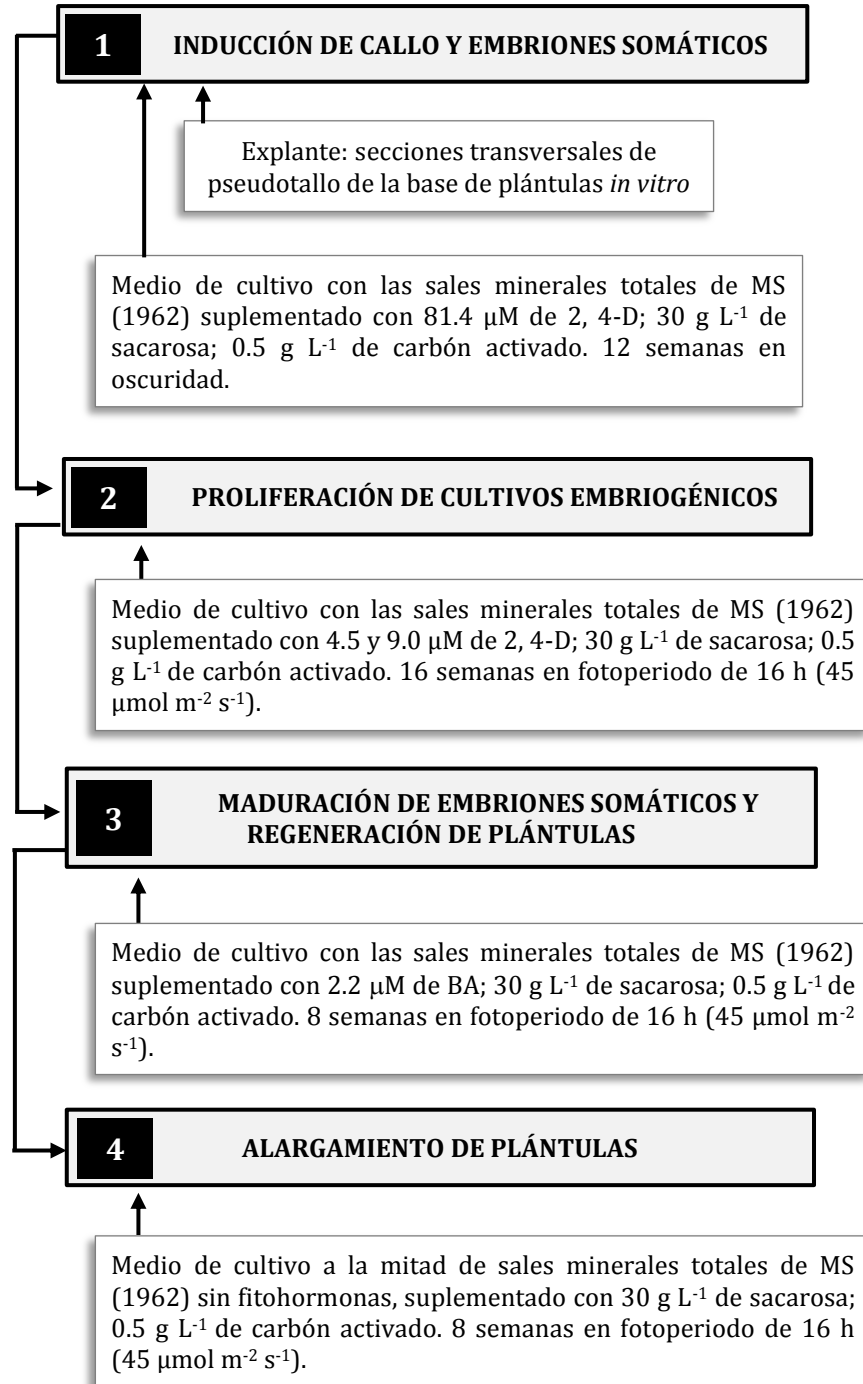 1 INDUCCIÓN DE CALLO Y EMBRIONES SOMÁTICOS
Explante: secciones transversales de
pseudotallo de la base de plántulas in vitro
Medio de cultivo con las sales minerales totales de MS
(1962) suplementado con 81.4 μM de 2, 4-D; 30 g L-1 de
sacarosa; 0.5 g L-1 de carbón activado. 12 semanas en
oscuridad.
2 PROLIFERACIÓN DE CULTIVOS EMBRIOGÉNICOS
Medio de cultivo con las sales minerales totales de MS (1962)
suplementado con 4.5 y 9.0 μM de 2, 4-D; 30 g L-1 de sacarosa; 0.5
g L-1 de carbón activado. 16 semanas en fotoperiodo de 16 h (45
μmol m-2 s-1).
3 MADURACIÓN DE EMBRIONES SOMÁTICOS Y
REGENERACIÓN DE PLÁNTULAS
Medio de cultivo con las sales minerales totales de MS (1962)
suplementado con 2.2 μM de BA; 30 g L-1 de sacarosa; 0.5 g L-1 de
carbón activado. 8 semanas en fotoperiodo de 16 h (45 μmol m-2
s-1).
4 ALARGAMIENTO DE PLÁNTULAS
Medio de cultivo a la mitad de sales minerales totales de MS
(1962) sin fitohormonas, suplementado con 30 g L-1 de sacarosa;
0.5 g L-1 de carbón activado. 8 semanas en fotoperiodo de 16 h
(45 μmol m-2 s-1).